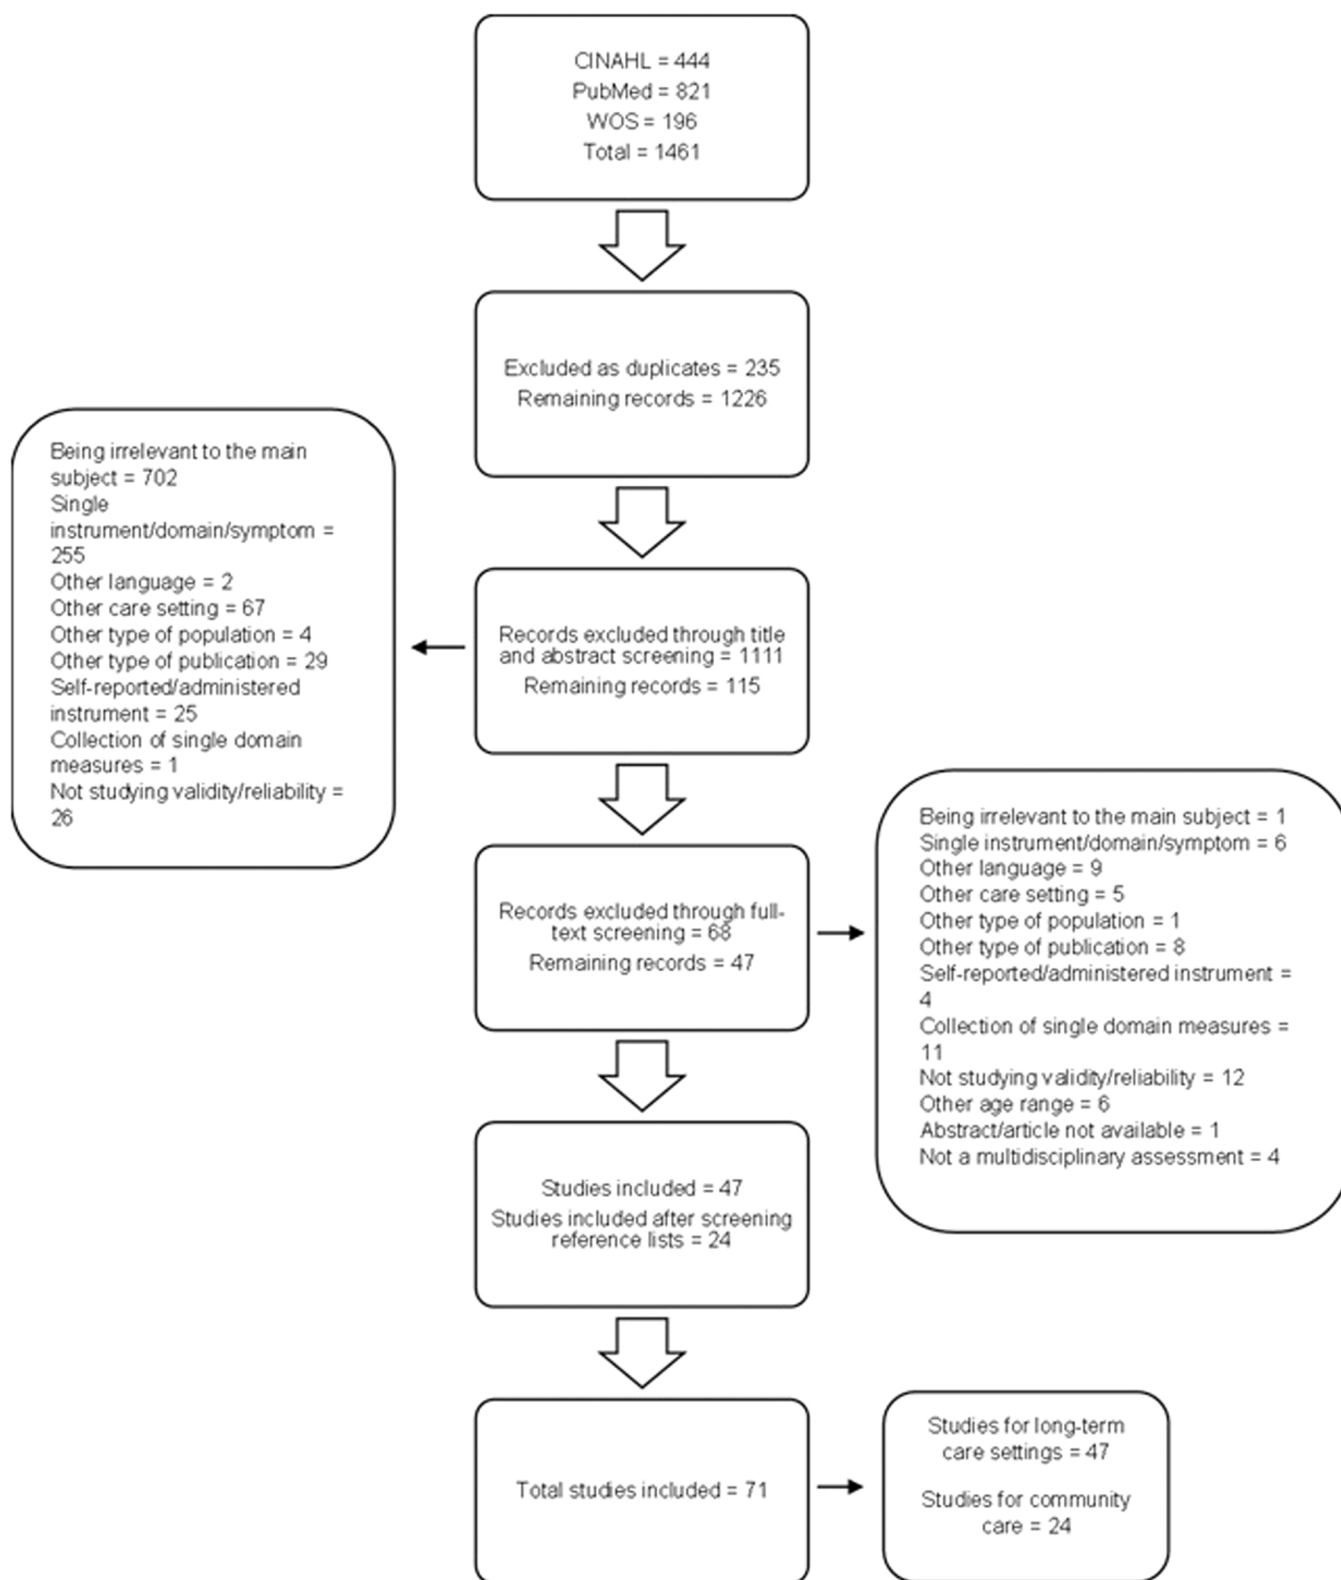 CINAHL = 444
PubMed = 821
WOS = 196
Total = 1461
Excluded as duplicates = 235
Remaining records = 1226
Being irrelevant to the main
subject = 702
Single
instrument/domain/symptom =
255
Other language = 2
Other care setting = 67
Other type of population = 4
Other type of publication = 29
Self-reported/administered
instrument = 25
Collection of single domain
measures = 1
Not studying validity/reliability =
26
Records excluded through title
and abstract screening = 1111
Remaining records = 115
Records excluded through full-
text screening = 68
Remaining records = 47
Being irrelevant to the main subject = 1
Single instrument/domain/symptom = 6
Other language = 9
Other care setting = 5
Other type of population = 1
Other type of publication = 8
Self-reported/administered instrument =
4
Collection of single domain measures =
11
Not studying validity/reliability = 12
Other age range = 6
Abstract/article not available = 1
Not a multidisciplinary assessment = 4
Studies included = 47
Studies included after screening
reference lists = 24
Total studies included = 71
Studies for long-term
care settings = 47
Studies for community
care = 24